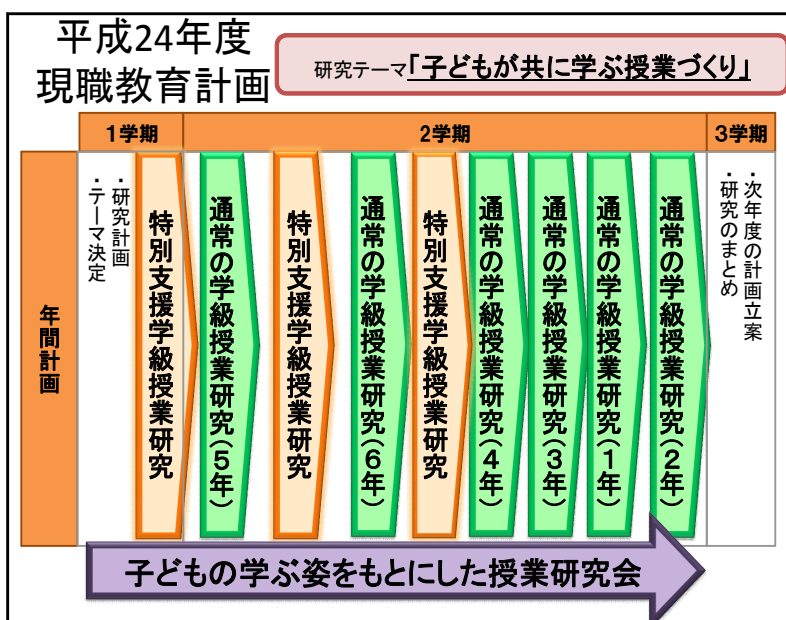 平成24年度
現職教育計画
研究テーマ「子どもが共に学ぶ授業づくり」
1学期
2学期
3学期
年間計画
・研究計画
・テーマ決定
特別支援学級授業研究
通常の学級授業研究(5年)
特別支援学級授業研究
通常の学級授業研究(6年)
特別支援学級授業研究
通常の学級授業研究(4年)
通常の学級授業研究(3年)
通常の学級授業研究(1年)
通常の学級授業研究(2年)
・次年度の計画立案
・研究のまとめ
子どもの学ぶ姿をもとにした授業研究会